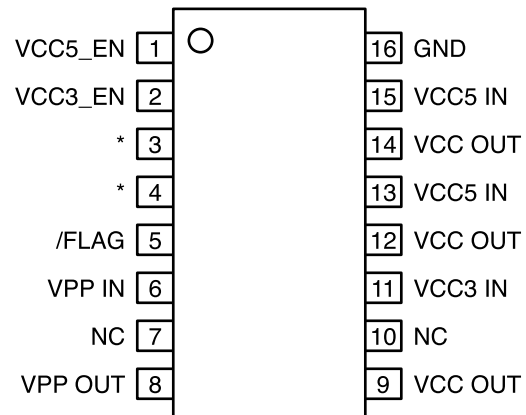 VCC5_EN 1 16 GND
VCC3_EN 2 15 VCC5 IN
* 3 14 VCC OUT
* 4 13 VCC5 IN
/FLAG 5 12 VCC OUT
VPP IN 6 11 VCC3 IN
NC 7 10 NC
VPP OUT 8 9 VCC OUT